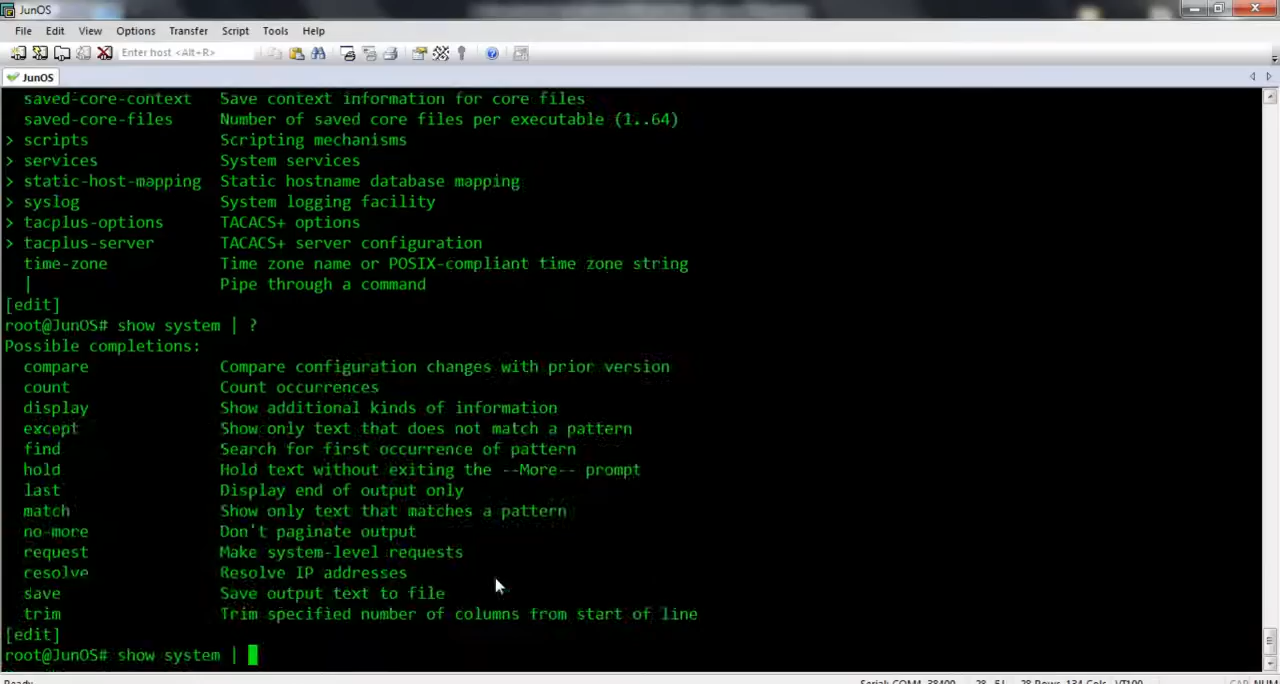 JunOS
File Edit View Options Transfer Script Tools Help
Enter host <Alt+R>
JunOS
saved-core-context Save context information for core files
saved-core-files Number of saved core files per executable (1..64)
> scripts Scripting mechanisms
> services System services
> static-host-mapping Static hostname database mapping
> syslog System logging facility
> tacplus-options TACACS+ options
> tacplus-server TACACS+ server configuration
time-zone Time zone name or POSIX-compliant time zone string
| Pipe through a command
[edit]
root@JunOS# show system | ?
Possible completions:
compare Compare configuration changes with prior version
count Count occurrences
display Show additional kinds of information
except Show only text that does not match a pattern
find Search for first occurrence of pattern
hold Hold text without exiting the --More-- prompt
last Display end of output only
match Show only text that matches a pattern
no-more Don't paginate output
request Make system-level requests
resolve Resolve IP addresses
save Save output text to file
trim Trim specified number of columns from start of line
[edit]
root@JunOS# show system |